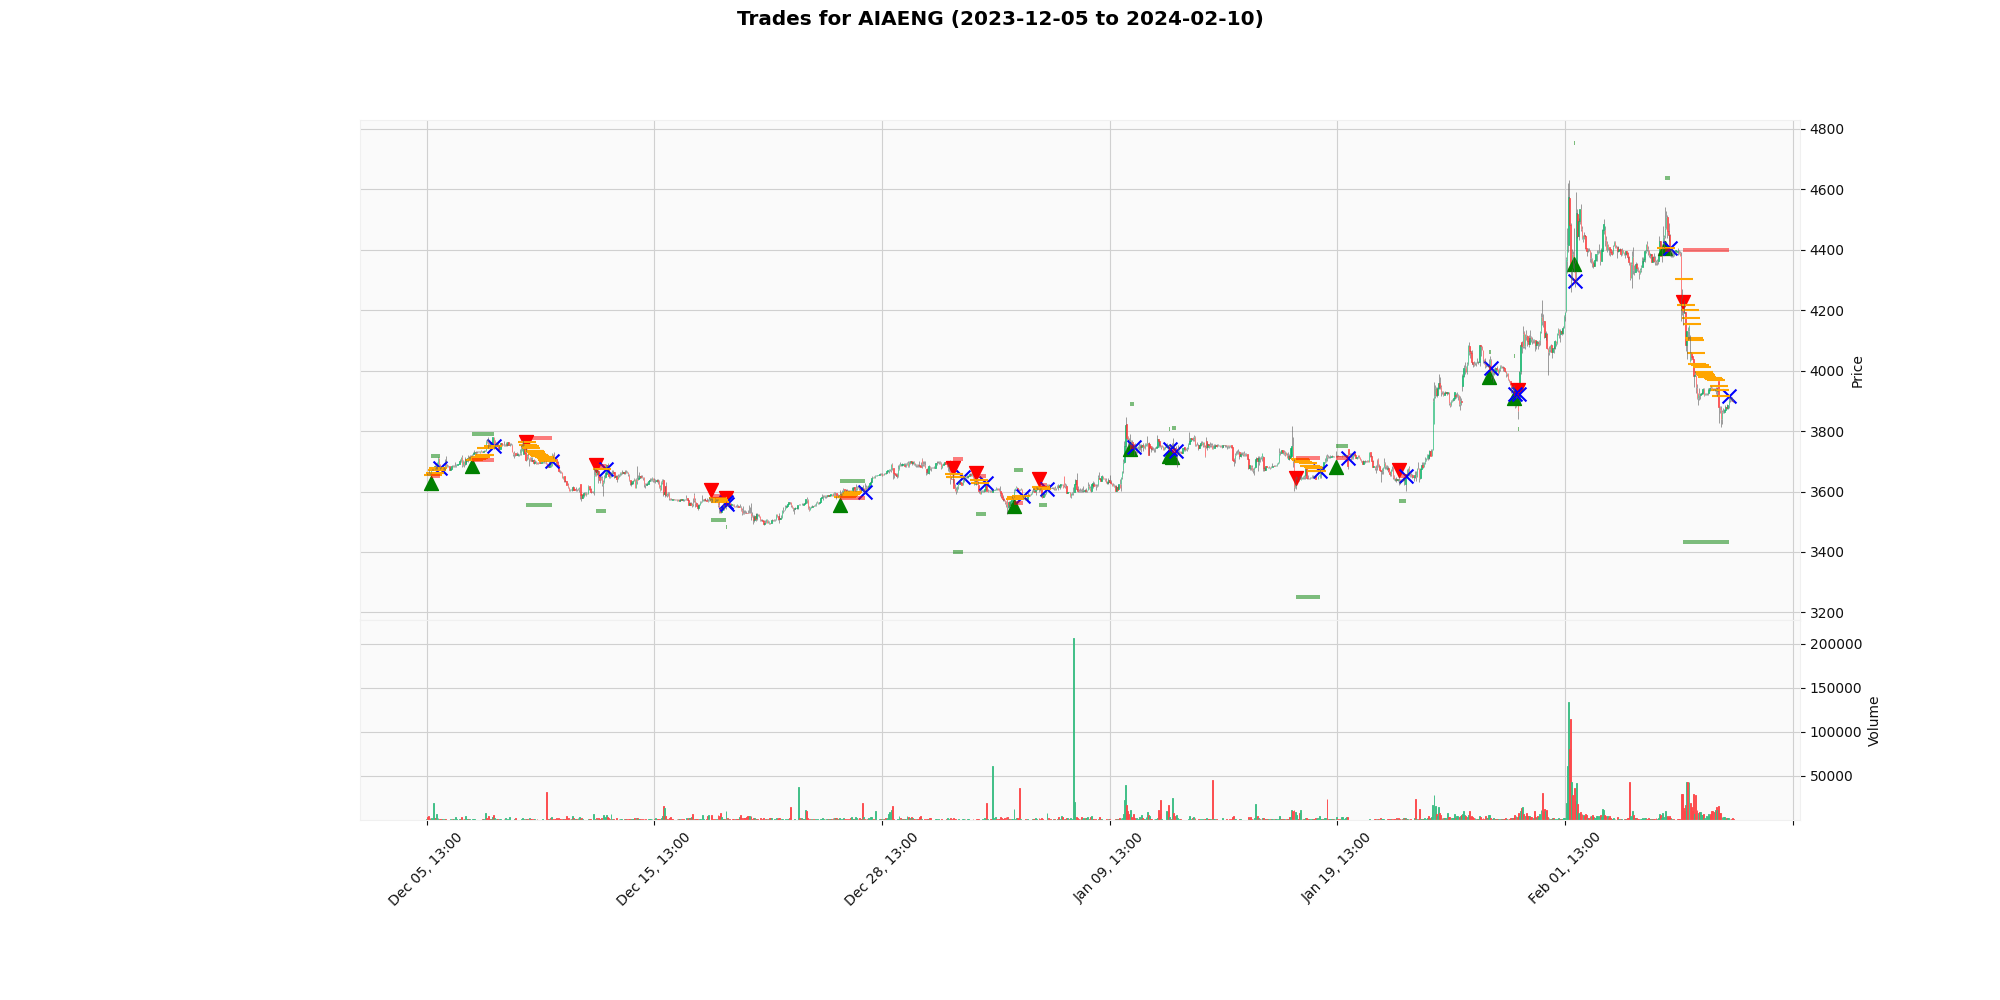 Trades for AIAENG (2023-12-05 to 2024-02-10)
4800
4600
4400
4200
4000
3800
3600
3400
3200
Price
200000
150000
100000
50000
Volume
Dec 05, 13:00
Dec 15, 13:00
Dec 28, 13:00
Jan 09, 13:00
Jan 19, 13:00
Feb 01, 13:00